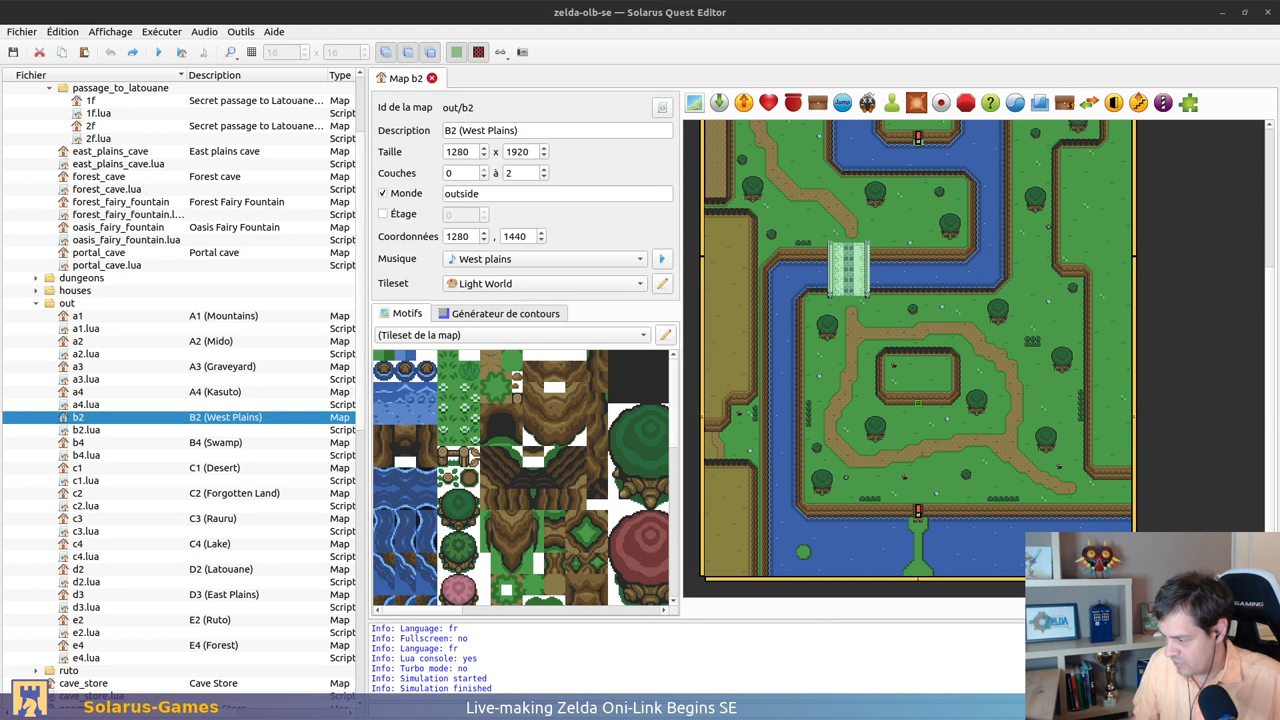 zelda-olb-se — Solarus Quest Editor
Fichier Édition Affichage Exécuter Audio Outils Aide
16 x 16
Fichier Description Type
passage_to_latouane
1f Secret passage to Latouane... Map
1f.lua Script
2f Secret passage to Latouane... Map
2f.lua Script
east_plains_cave East plains cave Map
east_plains_cave.lua Script
forest_cave Forest cave Map
forest_cave.lua Script
forest_fairy_fountain Forest Fairy Fountain Map
forest_fairy_fountain.l... Script
oasis_fairy_fountain Oasis Fairy Fountain Map
oasis_fairy_fountain.lua Script
portal_cave Portal cave Map
portal_cave.lua Script
dungeons
houses
out
a1 A1 (Mountains) Map
a1.lua Script
a2 A2 (Mido) Map
a2.lua Script
a3 A3 (Graveyard) Map
a3.lua Script
a4 A4 (Kasuto) Map
a4.lua Script
b2 B2 (West Plains) Map
b2.lua Script
b4 B4 (Swamp) Map
b4.lua Script
c1 C1 (Desert) Map
c1.lua Script
c2 C2 (Forgotten Land) Map
c2.lua Script
c3 C3 (Rauru) Map
c3.lua Script
c4 C4 (Lake) Map
c4.lua Script
d2 D2 (Latouane) Map
d2.lua Script
d3 D3 (East Plains) Map
d3.lua Script
e2 E2 (Ruto) Map
e2.lua Script
e4 E4 (Forest) Map
e4.lua Script
ruto
cave_store Cave Store Map
cave_store.lua Script
Map b2
Id de la map out/b2
Description B2 (West Plains)
Taille 1280 x 1920
Couches 0 à 2
Monde outside
Étage 0
Coordonnées 1280 , 1440
Musique West plains
Tileset Light World
Motifs Générateur de contours
(Tileset de la map)
Jump
Info: Language: fr
Info: Fullscreen: no
Info: Language: fr
Info: Lua console: yes
Info: Turbo mode: no
Info: Simulation started
Info: Simulation finished
GAMING
Solarus-Games
Live-making Zelda Oni-Link Begins SE